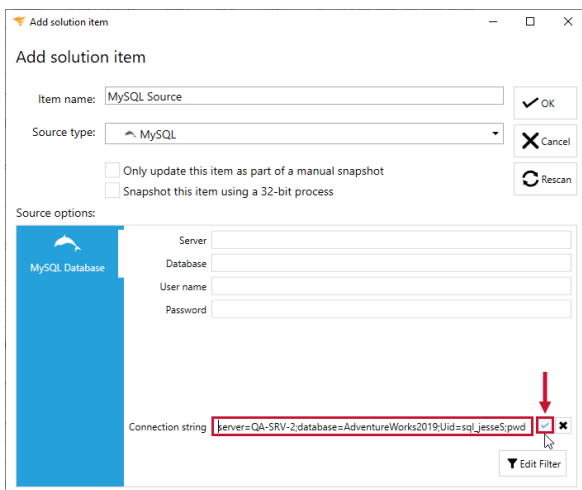 Add solution item
Add solution item
Item name: MySQL Source
OK
Source type: MySQL
Cancel
Only update this item as part of a manual snapshot
Snapshot this item using a 32-bit process
Rescan
Source options:
MySQL Database
Server
Database
User name
Password
Connection string server=QA-SRV-2;database=AdventureWorks2019;Uid=sql_jesseS;pwd
Edit Filter